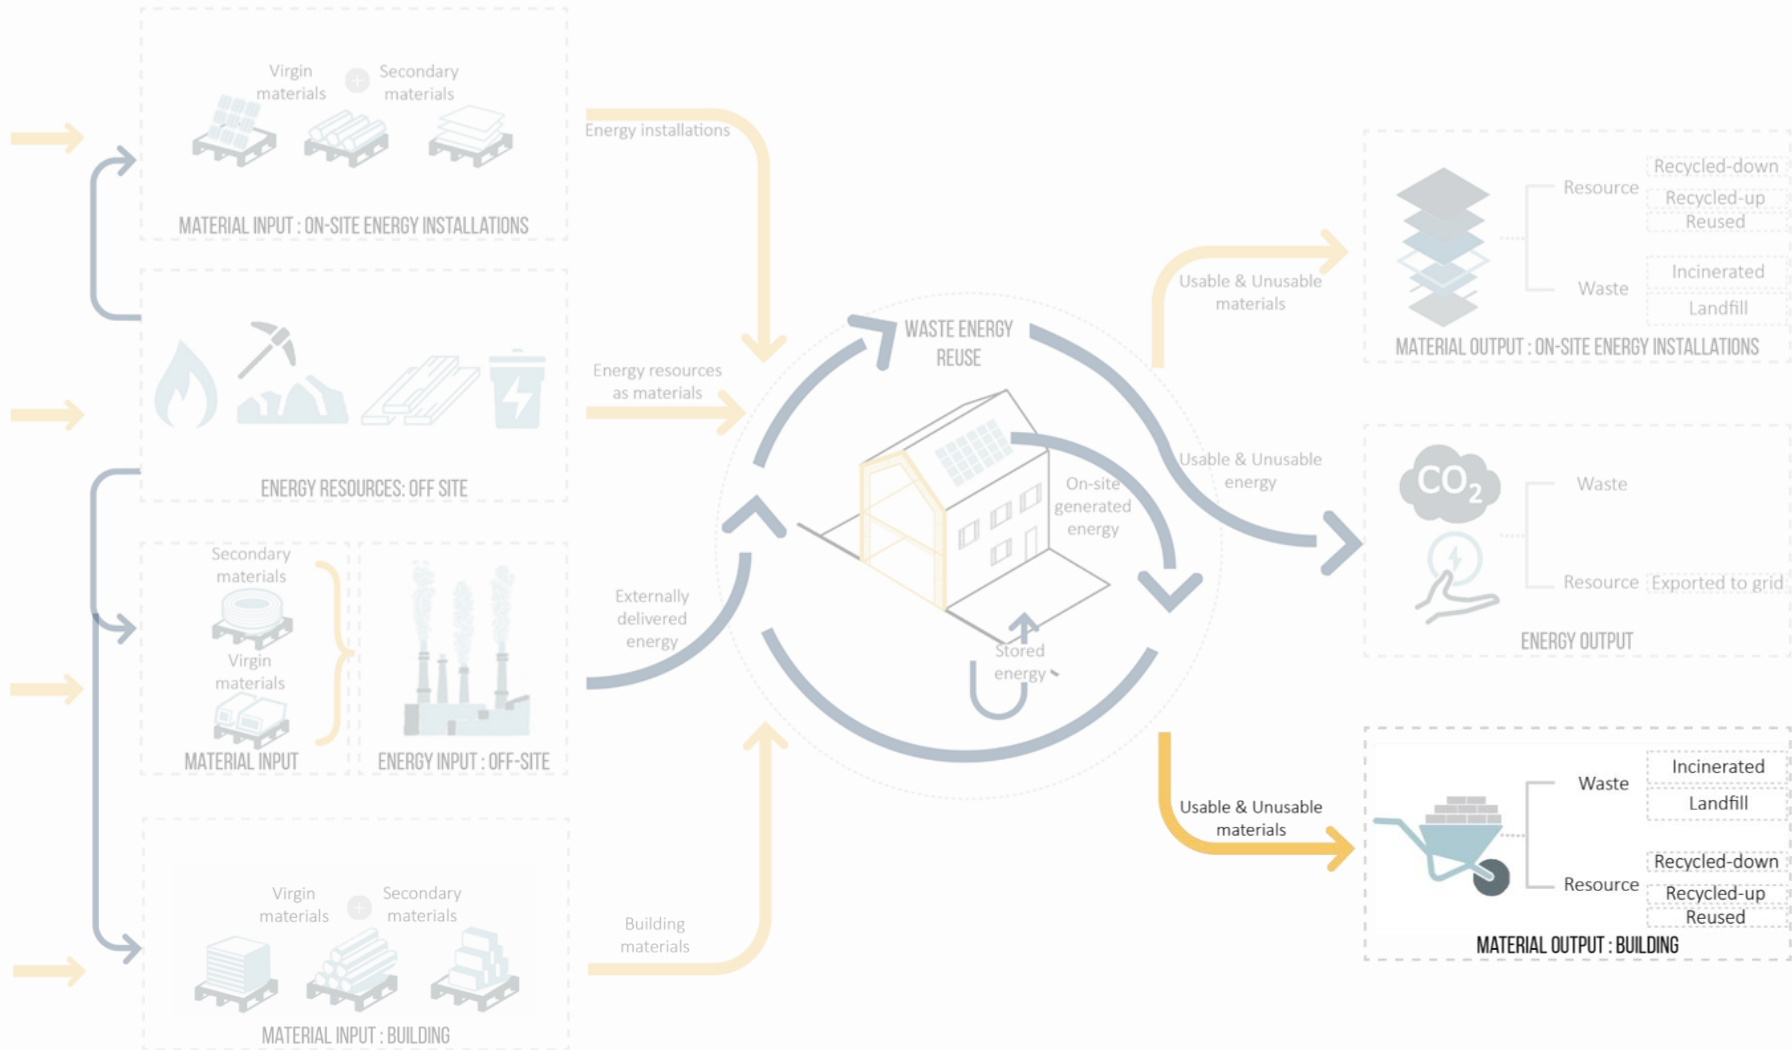 Virgin
materials
Secondary
materials
MATERIAL INPUT : ON-SITE ENERGY INSTALLATIONS
ENERGY RESOURCES: OFF SITE
Secondary
materials
Virgin
materials
MATERIAL INPUT
ENERGY INPUT : OFF-SITE
Virgin
materials
Secondary
materials
MATERIAL INPUT : BUILDING
Energy installations
Energy resources
as materials
Externally
delivered
energy
Building
materials
WASTE ENERGY
REUSE
On-site
generated
energy
Stored
energy
Usable & Unusable
materials
Usable & Unusable
energy
Usable & Unusable
materials
Resource
Recycled-down
Recycled-up
Reused
Waste
Incinerated
Landfill
MATERIAL OUTPUT : ON-SITE ENERGY INSTALLATIONS
CO2
Waste
Resource
Exported to grid
ENERGY OUTPUT
Waste
Incinerated
Landfill
Resource
Recycled-down
Recycled-up
Reused
MATERIAL OUTPUT : BUILDING